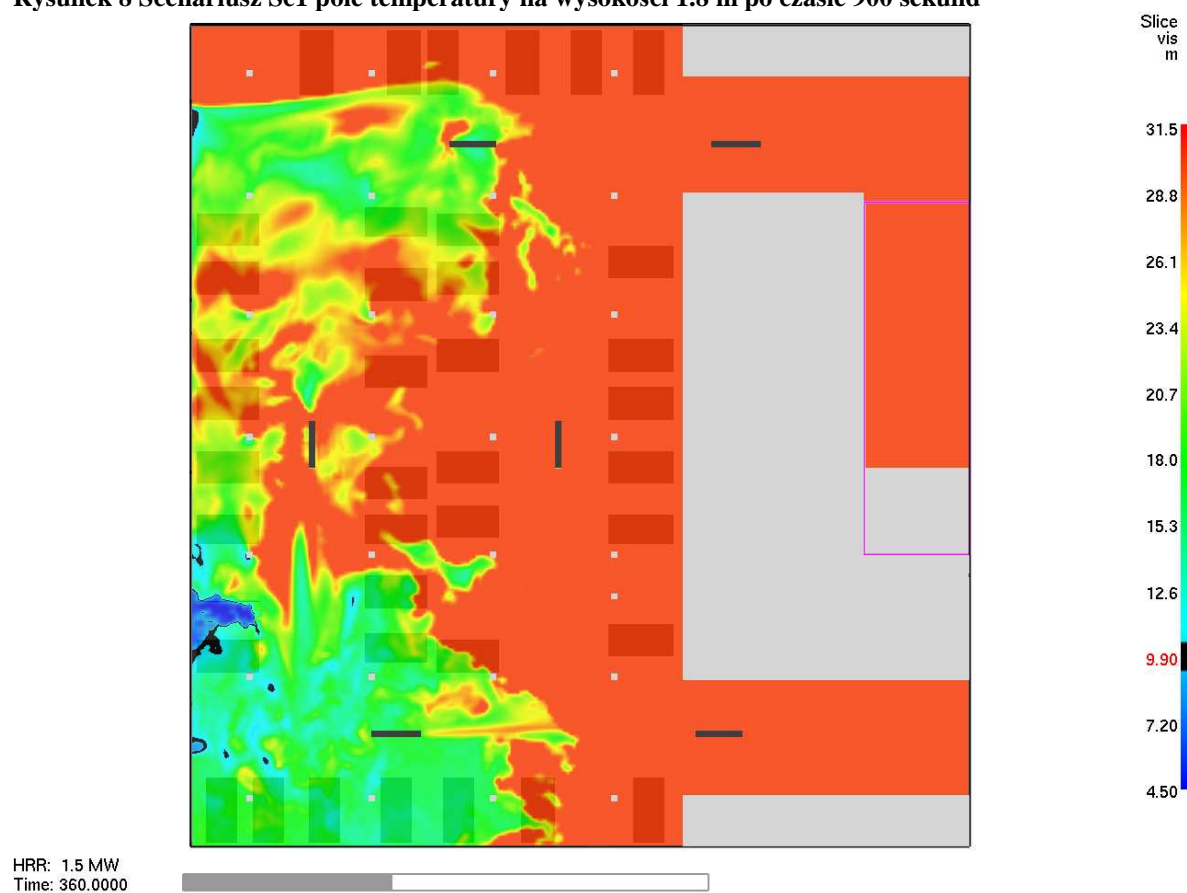 Rysunek 8 Scenariusz Sc1 pole temperatury na wysokości 1.8 m po czasie 900 sekund
Slice
vis
m
31.5
28.8
26.1
23.4
20.7
18.0
15.3
12.6
9.90
7.20
4.50
HRR: 1.5 MW
Time: 360.0000